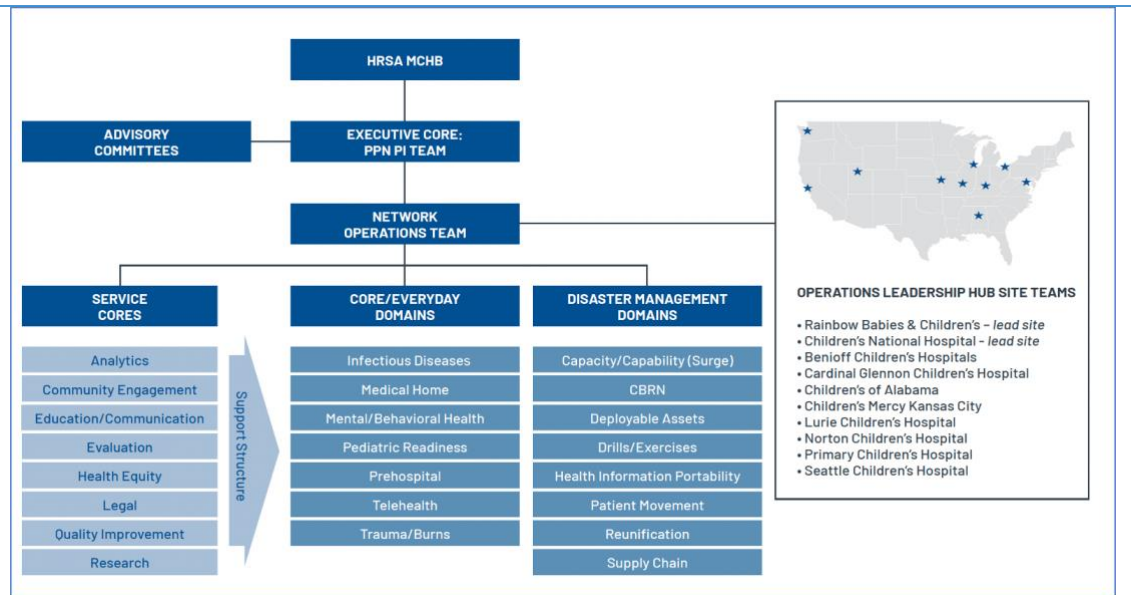 HRSA MCHB
ADVISORY
COMMITTEES
EXECUTIVE CORE:
PPN PI TEAM
NETWORK
OPERATIONS TEAM
SERVICE
CORES
Analytics
Community Engagement
Education/Communication
Evaluation
Health Equity
Legal
Quality Improvement
Research
Support Structure
CORE/EVERYDAY
DOMAINS
Infectious Diseases
Medical Home
Mental/Behavioral Health
Pediatric Readiness
Prehospital
Telehealth
Trauma/Burns
DISASTER MANAGEMENT
DOMAINS
Capacity/Capability (Surge)
CBRN
Deployable Assets
Drills/Exercises
Health Information Portability
Patient Movement
Reunification
Supply Chain
OPERATIONS LEADERSHIP HUB SITE TEAMS
• Rainbow Babies & Children's – lead site
• Children's National Hospital - lead site
• Benioff Children's Hospitals
• Cardinal Glennon Children's Hospital
• Children's of Alabama
• Children's Mercy Kansas City
• Lurie Children's Hospital
• Norton Children's Hospital
• Primary Children's Hospital
• Seattle Children's Hospital